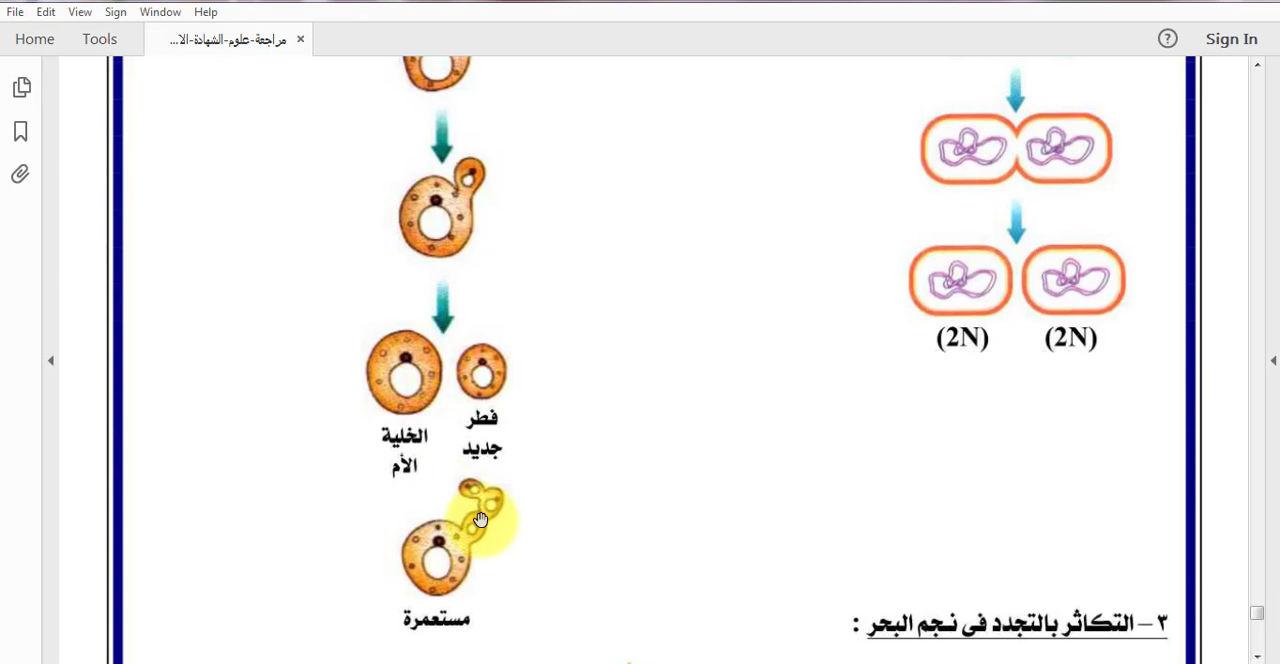 File Edit View Sign Window Help
Home Tools مراجعة-علوم-الشهادة-الا... × ? Sign In
(2N) (2N)
فطر
جديد
الخلية
الأم
مستعمرة
٣ – التكاثر بالتجدد فى نجم البحر :